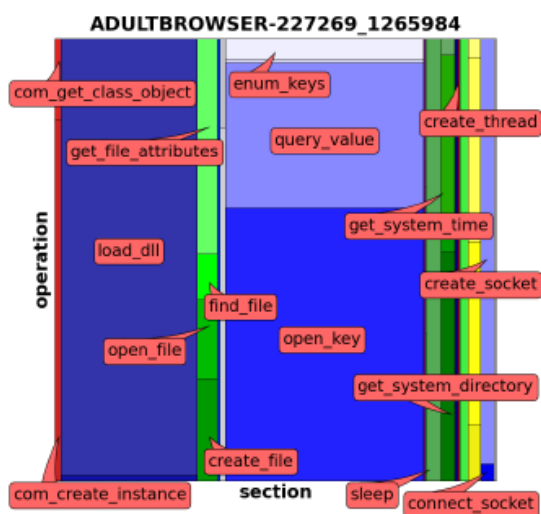 ADULTBROWSER-227269_1265984
com_get_class_object
enum_keys
create_thread
get_file_attributes
query_value
get_system_time
operation
load_dll
create_socket
find_file
open_file
open_key
get_system_directory
create_file
com_create_instance
section
sleep
connect_socket